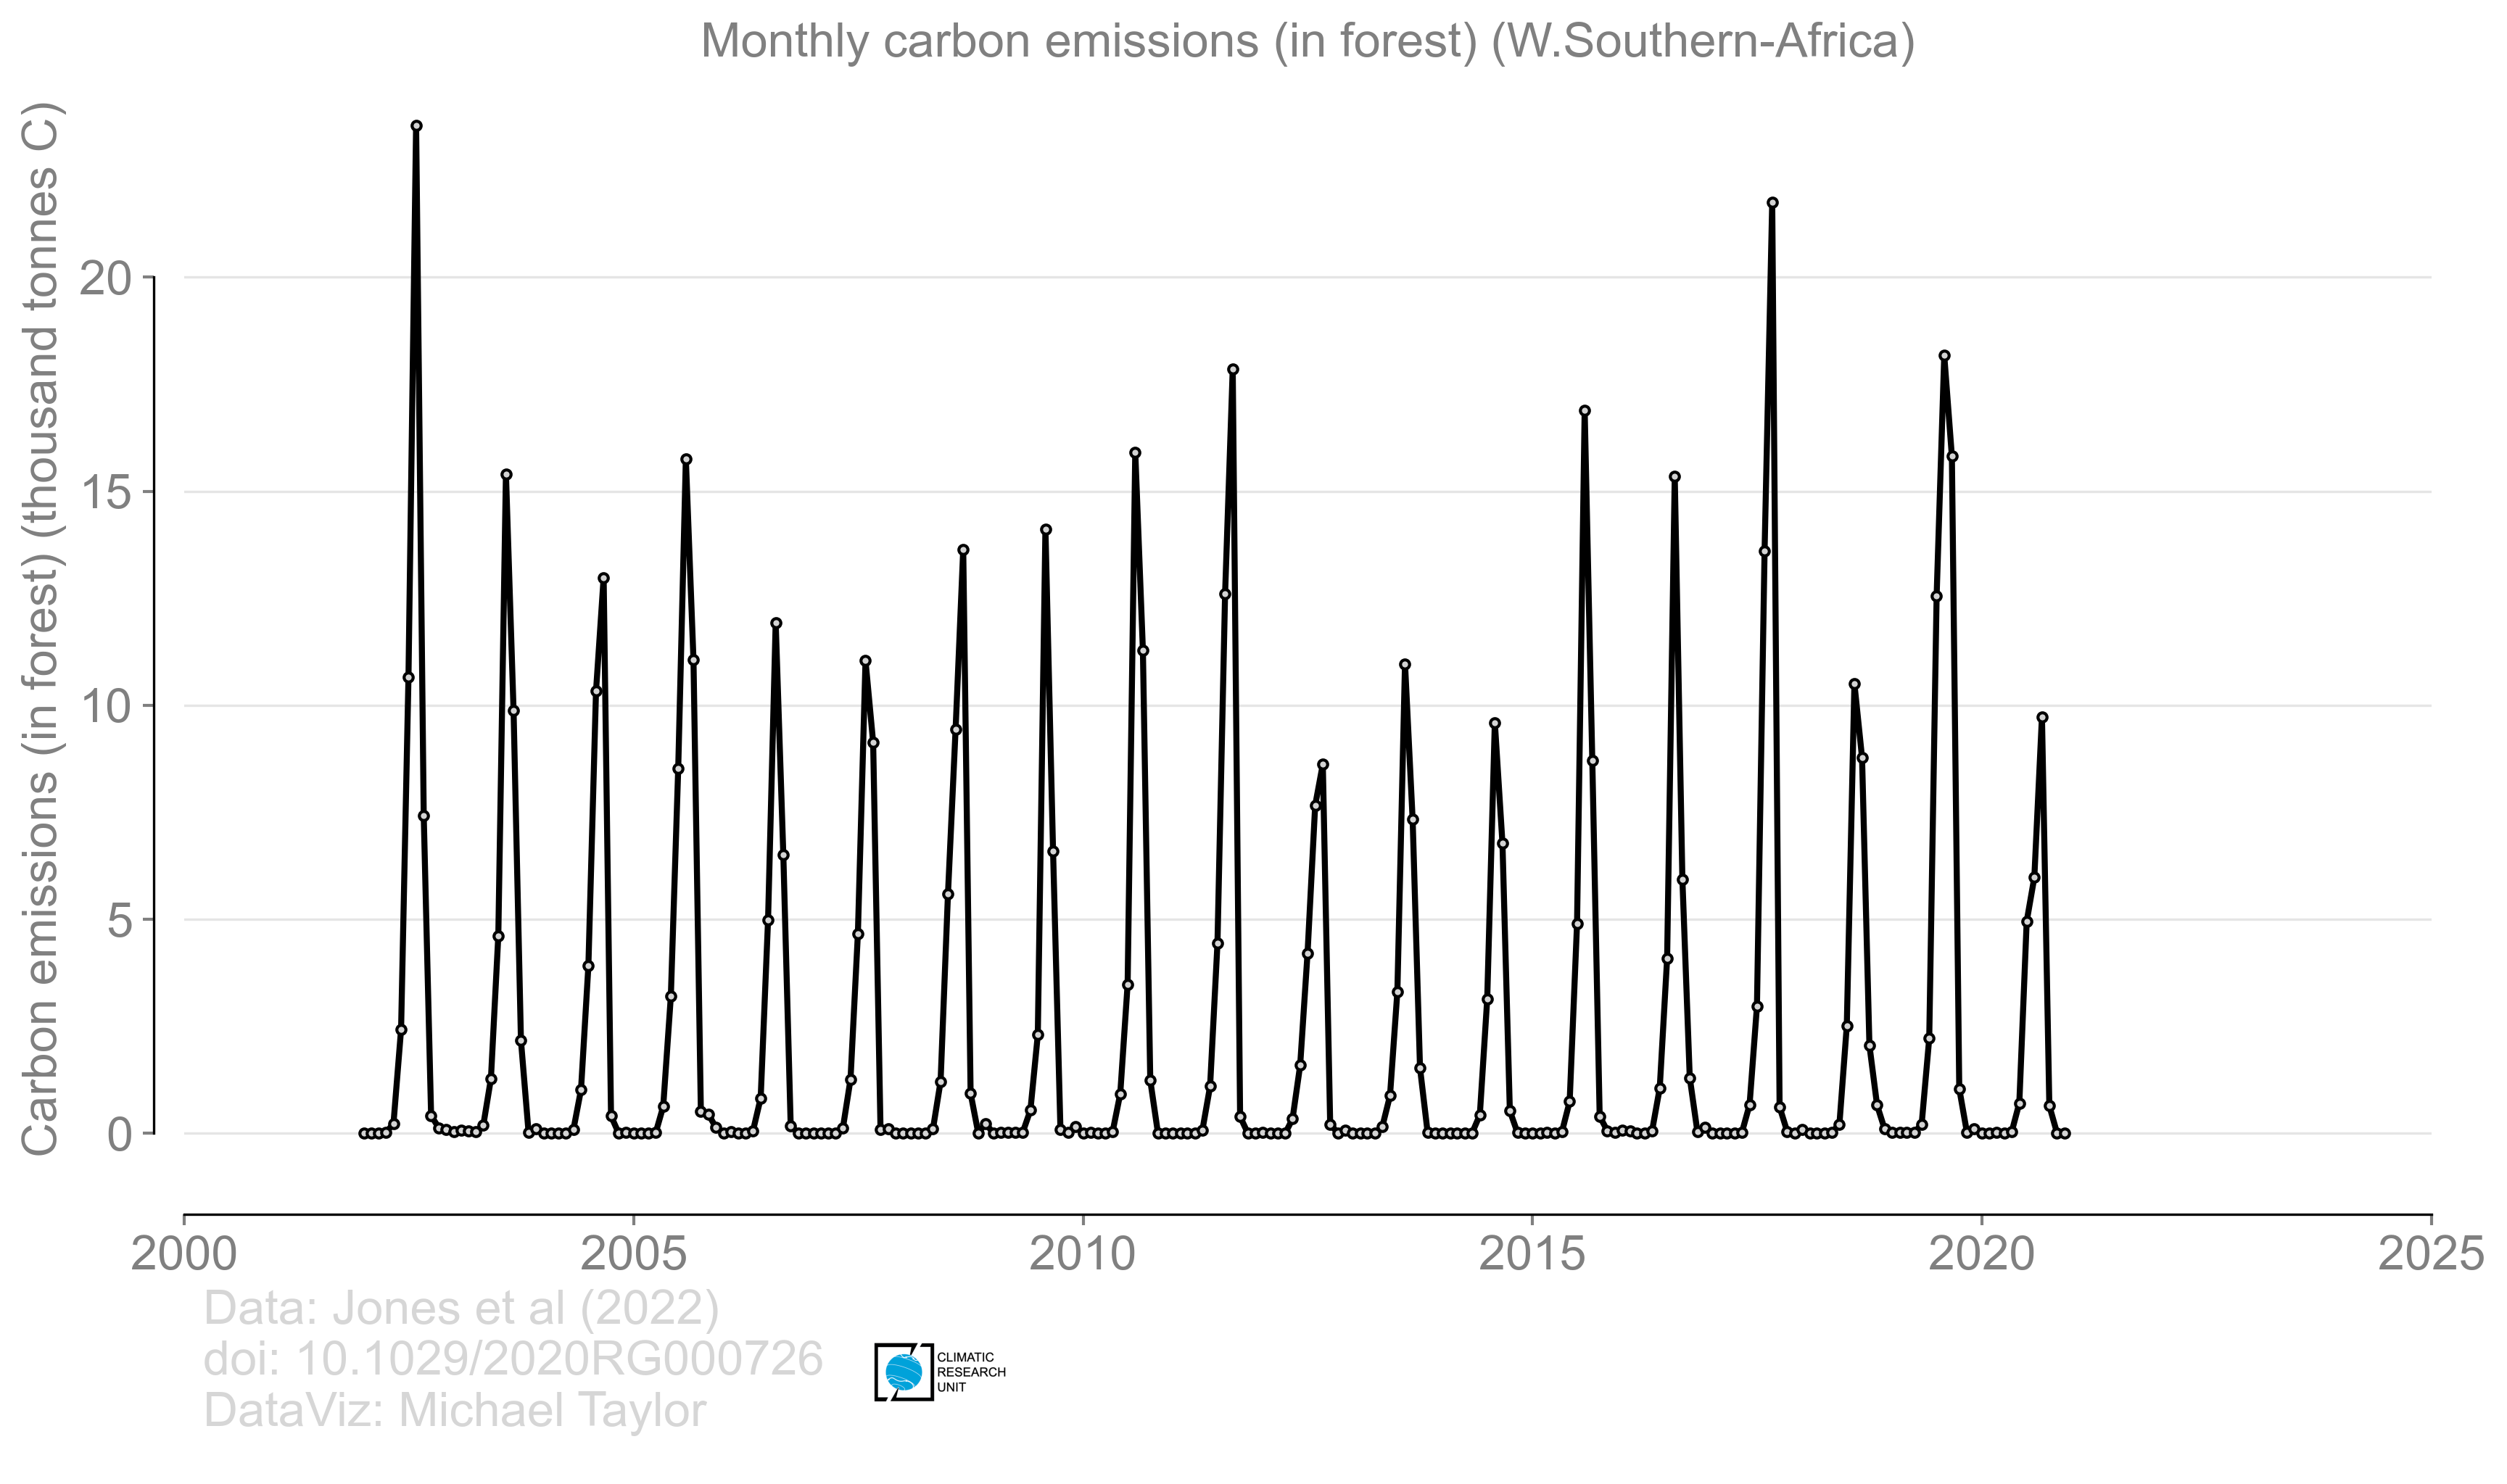 Monthly carbon emissions (in forest) (W.Southern-Africa)
Carbon emissions (in forest) (thousand tonnes C)
20
15
10
5
0
2000
2005
2010
2015
2020
2025
Data: Jones et al (2022)
doi: 10.1029/2020RG000726
DataViz: Michael Taylor
CLIMATIC
RESEARCH
UNIT